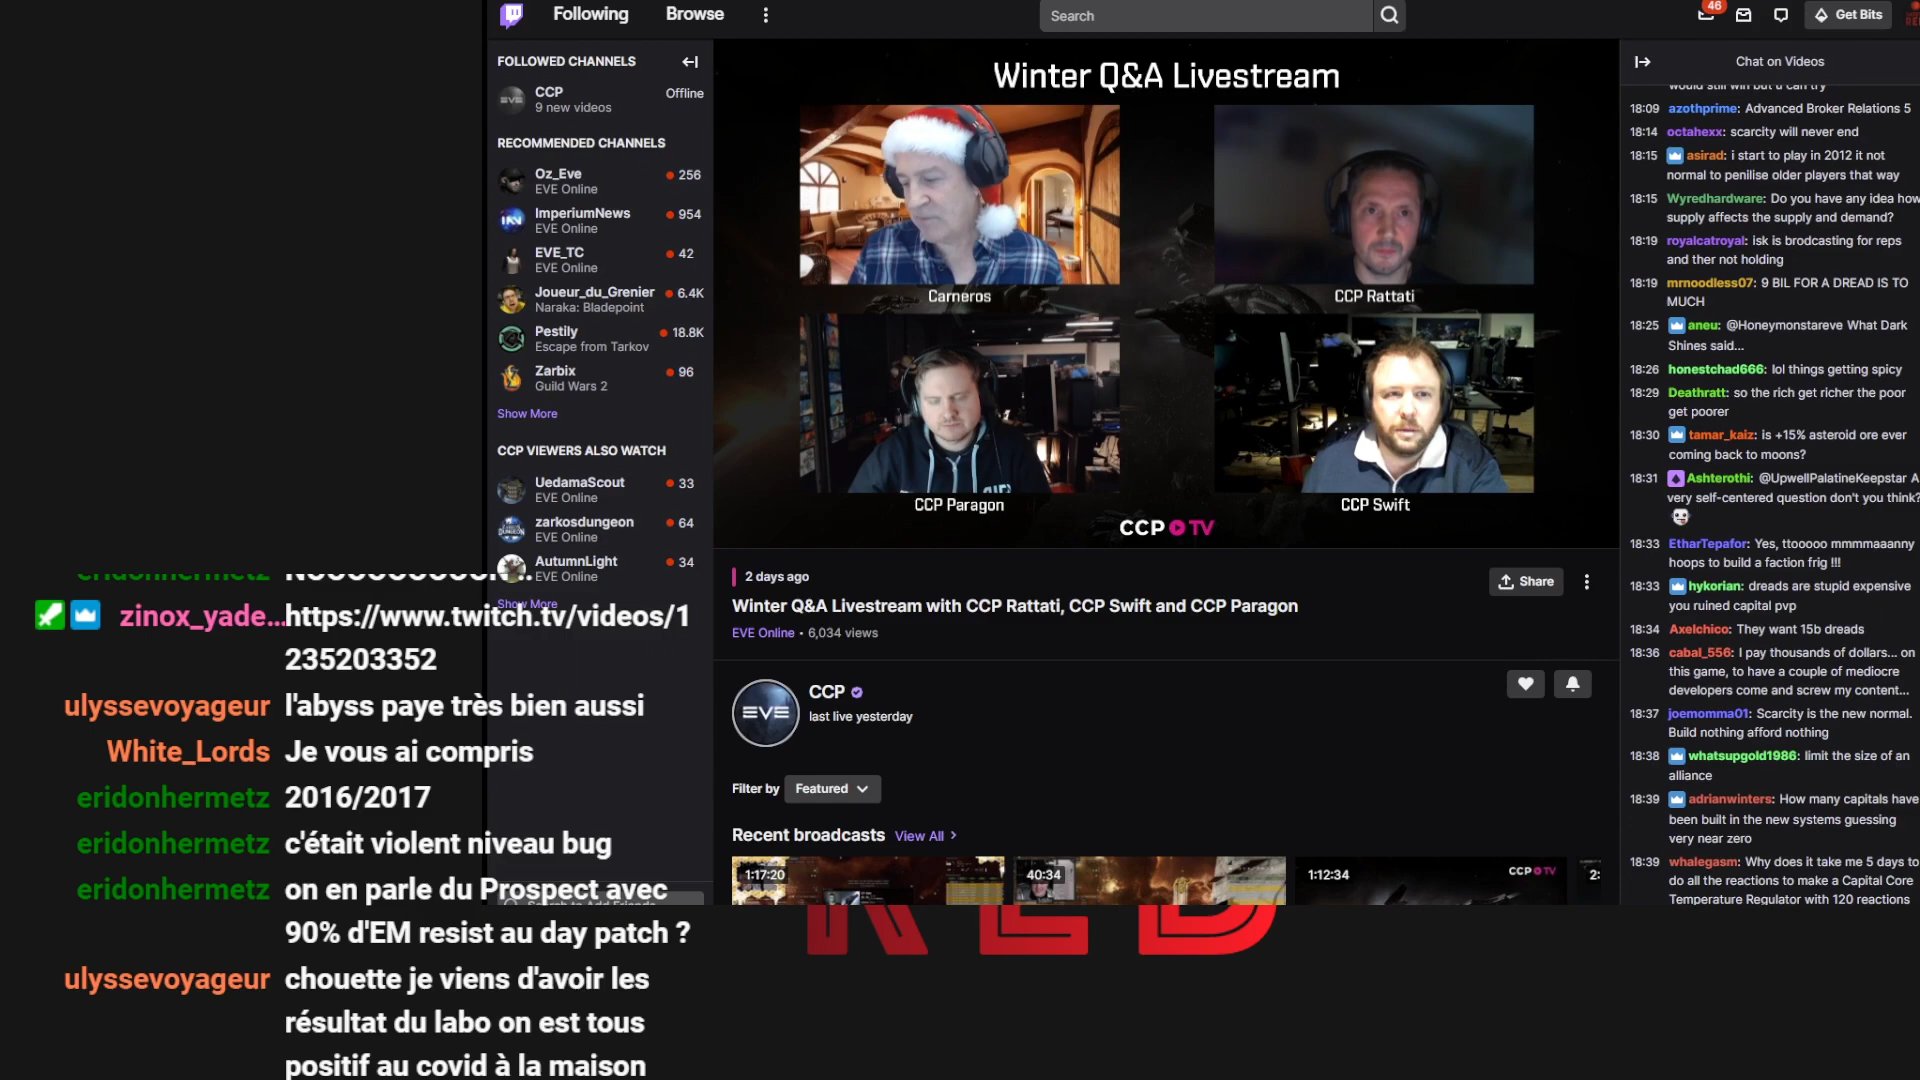 Following
Browse
Search
46
Get Bits
FOLLOWED CHANNELS
CCP
Offline
9 new videos
RECOMMENDED CHANNELS
Oz_Eve
256
EVE Online
ImperiumNews
954
EVE Online
EVE_TC
42
EVE Online
Joueur_du_Grenier
6.4K
Naraka: Bladepoint
Pestily
18.8K
Escape from Tarkov
Zarbix
96
Guild Wars 2
Show More
CCP VIEWERS ALSO WATCH
UedamaScout
33
EVE Online
zarkosdungeon
64
EVE Online
AutumnLight
34
EVE Online
Show More
Winter Q&A Livestream
Carneros
CCP Rattati
CCP Paragon
CCP Swift
CCP TV
2 days ago
Share
Winter Q&A Livestream with CCP Rattati, CCP Swift and CCP Paragon
EVE Online • 6,034 views
EVE
CCP
last live yesterday
Filter by Featured
Recent broadcasts View All
1:17:20
40:34
1:12:34
CCP TV
2:
RED
Chat on Videos
would still win but u can try
18:09 azothprime: Advanced Broker Relations 5
18:14 octahexx: scarcity will never end
18:15 asirad: i start to play in 2012 it not
normal to penilise older players that way
18:15 Wyredhardware: Do you have any idea how
supply affects the supply and demand?
18:19 royalcatroyal: isk is brodcasting for reps
and ther not holding
18:19 mrnoodless07: 9 BIL FOR A DREAD IS TO
MUCH
18:25 aneu: @Honeymonstareve What Dark
Shines said...
18:26 honestchad666: lol things getting spicy
18:29 Deathratt: so the rich get richer the poor
get poorer
18:30 tamar_kaiz: is +15% asteroid ore ever
coming back to moons?
18:31 Ashterothi: @UpwellPalatineKeepstar A
very self-centered question don't you think?
18:33 EtharTepafor: Yes, ttooooo mmmmaaanny
hoops to build a faction frig !!!
18:33 hykorian: dreads are stupid expensive
you ruined capital pvp
18:34 Axelchico: They want 15b dreads
18:36 cabal_556: I pay thousands of dollars... on
this game, to have a couple of mediocre
developers come and screw my content...
18:37 joemomma01: Scarcity is the new normal.
Build nothing afford nothing
18:38 whatsupgold1986: limit the size of an
alliance
18:39 adrianwinters: How many capitals have
been built in the new systems guessing
very near zero
18:39 whalegasm: Why does it take me 5 days to
do all the reactions to make a Capital Core
Temperature Regulator with 120 reactions
eridonhermetz
zinox_yade... https://www.twitch.tv/videos/1
235203352
ulyssevoyageur l'abyss paye très bien aussi
White_Lords Je vous ai compris
eridonhermetz 2016/2017
eridonhermetz c'était violent niveau bug
eridonhermetz on en parle du Prospect avec
90% d'EM resist au day patch ?
ulyssevoyageur chouette je viens d'avoir les
résultat du labo on est tous
positif au covid à la maison